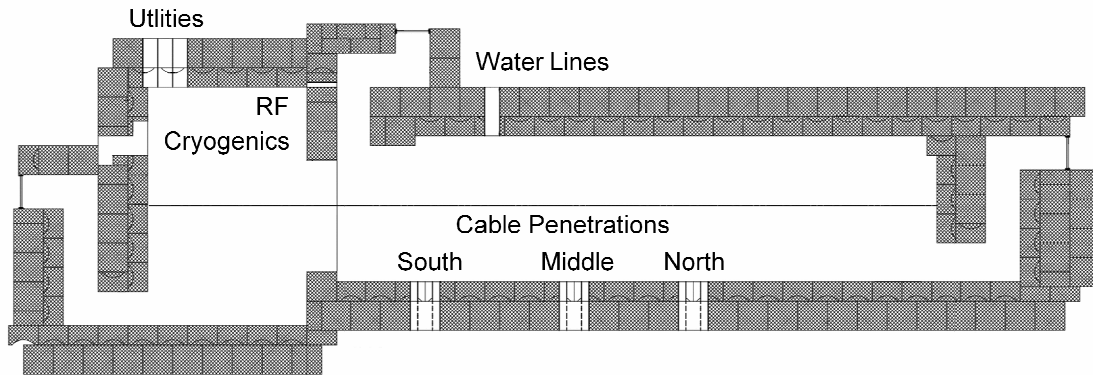 Utlities
Water Lines
RF
Cryogenics
Cable Penetrations
South Middle North